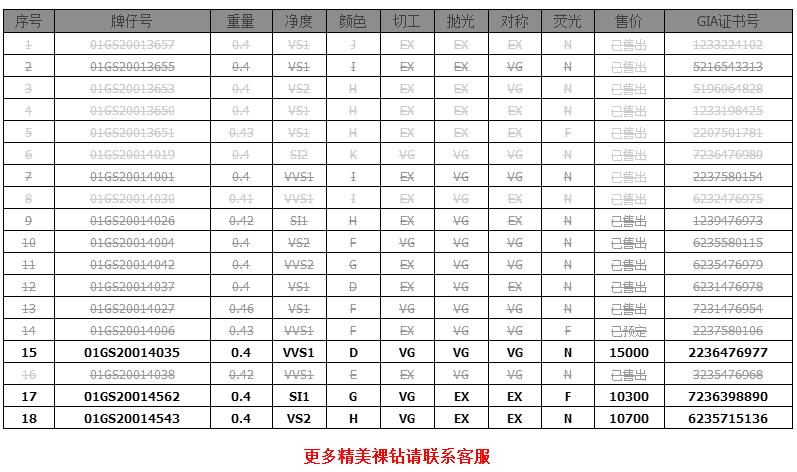 序号 牌仔号 重量 净度 颜色 切工 抛光 对称 荧光 售价 GIA证书号
1 01GS20013657 0.4 VS1 J EX EX EX N 已售出 1233224102
2 01GS20013655 0.4 VS1 I EX EX VG N 已售出 5216543313
3 01GS20013653 0.4 VS2 H EX EX VG N 已售出 5196064828
4 01GS20013650 0.4 VS1 H EX EX EX N 已售出 1233198425
5 01GS20013651 0.43 VS1 H EX EX EX F 已售出 2207501781
6 01GS20014019 0.4 SI2 K VG VG VG N 已售出 7236476980
7 01GS20014001 0.4 VVS1 I EX VG VG N 已售出 2237580154
8 01GS20014030 0.41 VVS1 I EX VG EX N 已售出 6232476975
9 01GS20014026 0.42 SI1 H EX VG EX N 已售出 1239476973
10 01GS20014004 0.4 VS2 F VG VG VG N 已售出 6235580115
11 01GS20014042 0.4 VVS2 G EX VG VG N 已售出 6235476979
12 01GS20014037 0.4 VS1 D EX VG EX N 已售出 6231476978
13 01GS20014027 0.46 VS1 F VG VG VG N 已售出 7231476954
14 01GS20014006 0.43 VVS1 F EX VG VG F 已预定 2237580106
15 01GS20014035 0.4 VVS1 D VG VG VG N 15000 2236476977
16 01GS20014038 0.42 VVS1 E EX VG VG N 已售出 3235476968
17 01GS20014562 0.4 SI1 G VG EX EX F 10300 7236398890
18 01GS20014543 0.4 VS2 H VG EX EX N 10700 6235715136
更多精美裸钻请联系客服